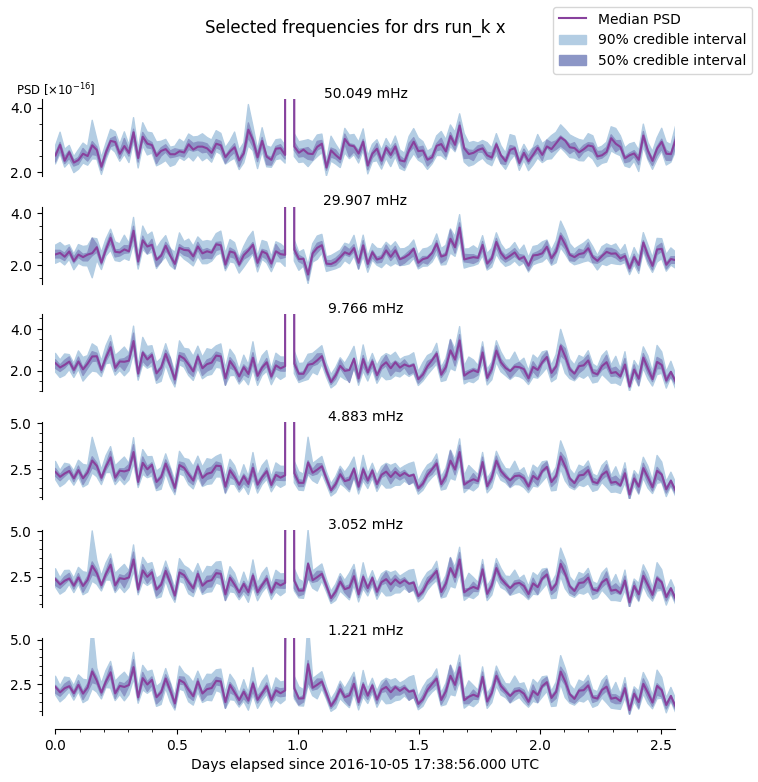 Selected frequencies for drs run_k x
Median PSD
90% credible interval
50% credible interval
PSD [×10⁻¹⁶]
50.049 mHz
4.0
2.0
29.907 mHz
4.0
2.0
9.766 mHz
4.0
2.0
4.883 mHz
5.0
2.5
3.052 mHz
5.0
2.5
1.221 mHz
5.0
2.5
0.0 0.5 1.0 1.5 2.0 2.5
Days elapsed since 2016-10-05 17:38:56.000 UTC